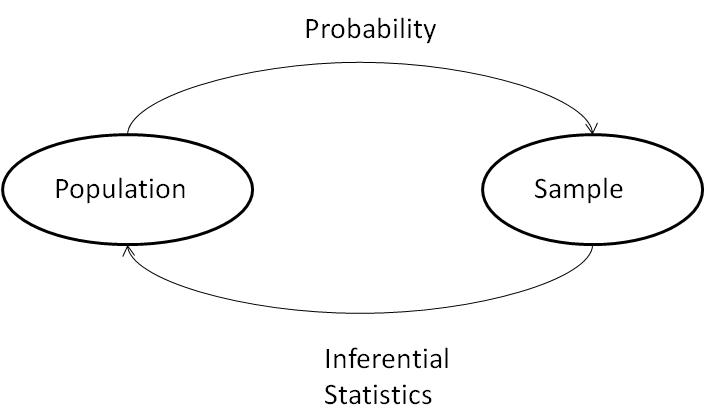 Probability
Population
Sample
Inferential
Statistics